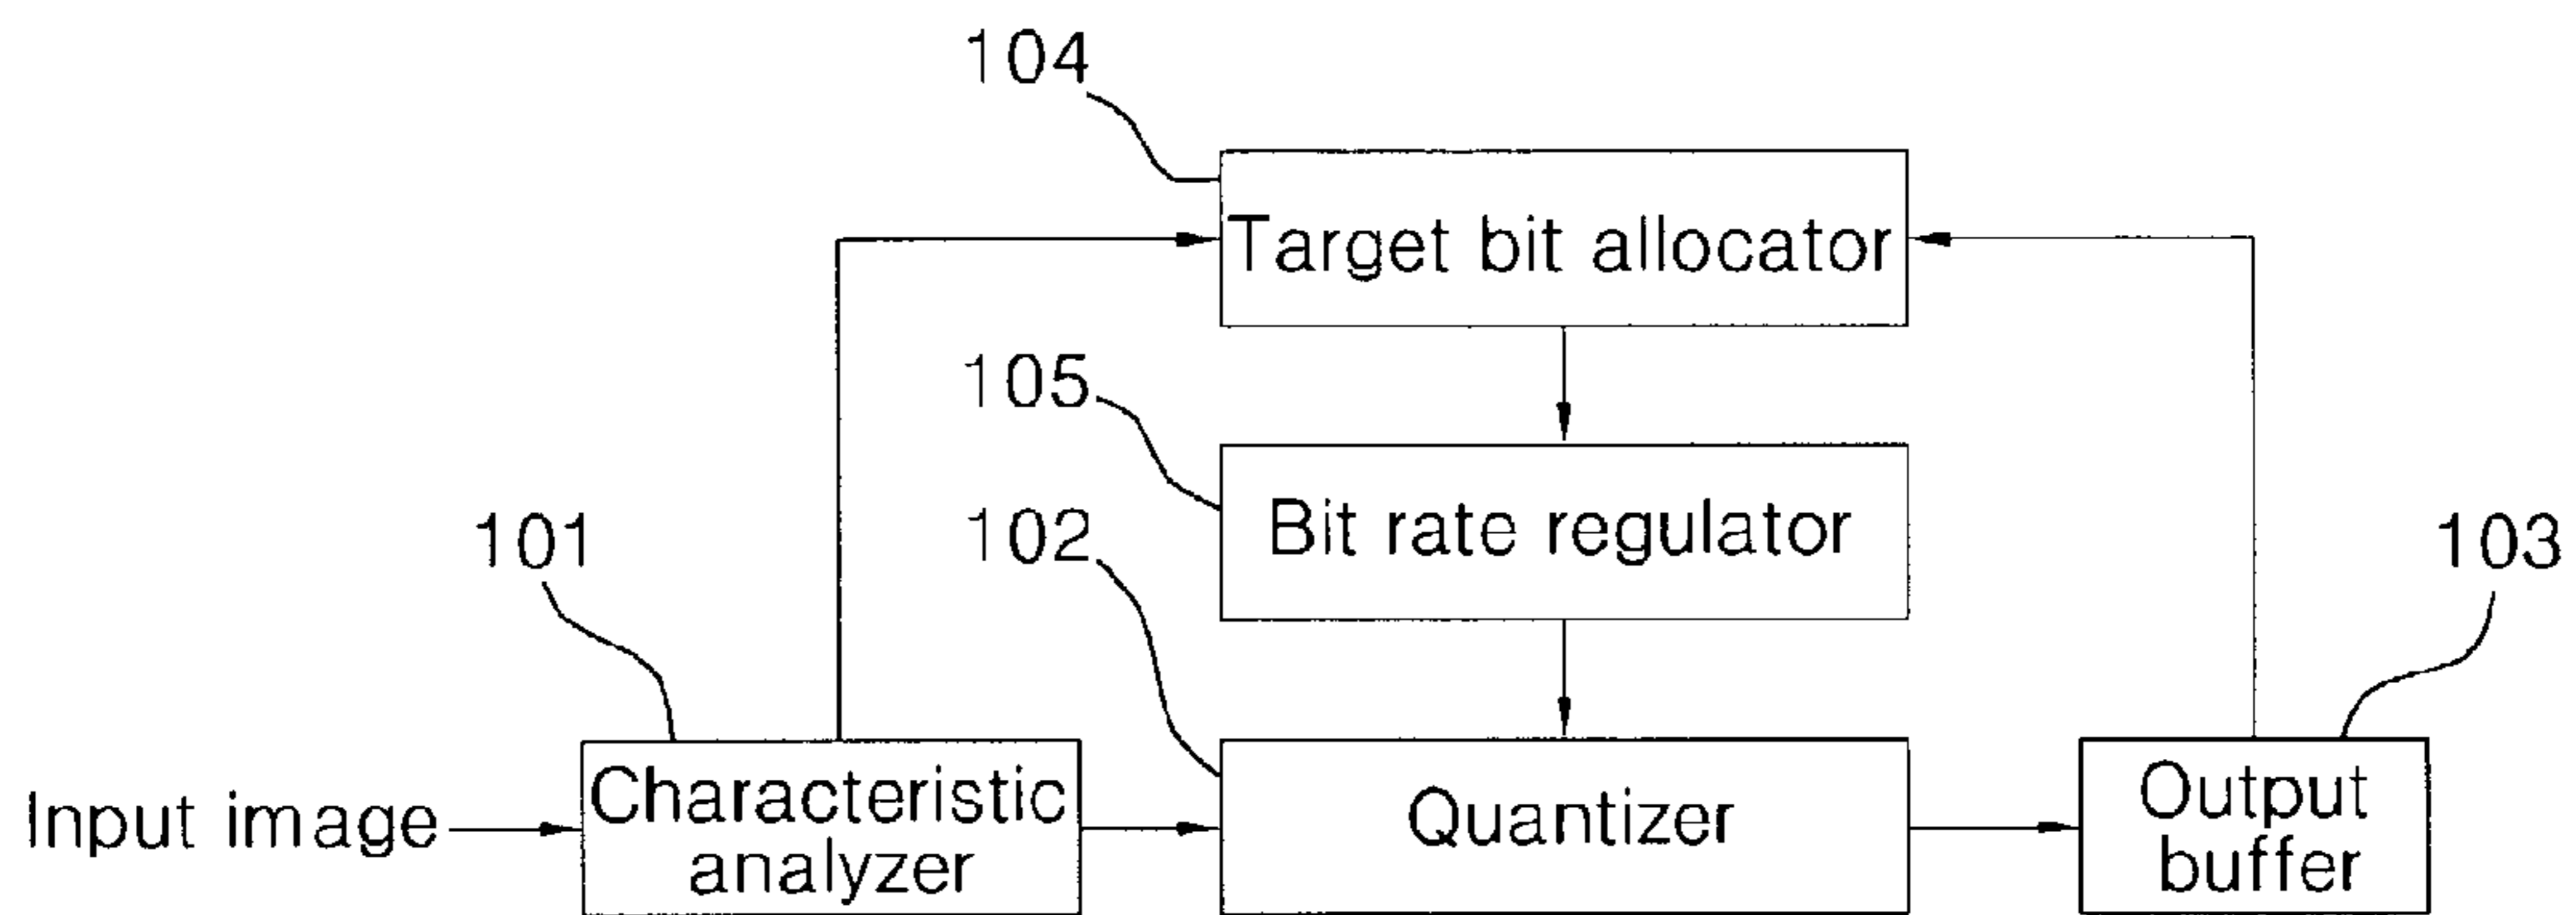 104
Target bit allocator
105
Bit rate regulator
101
102
103
Input image
Characteristic
analyzer
Quantizer
Output
buffer